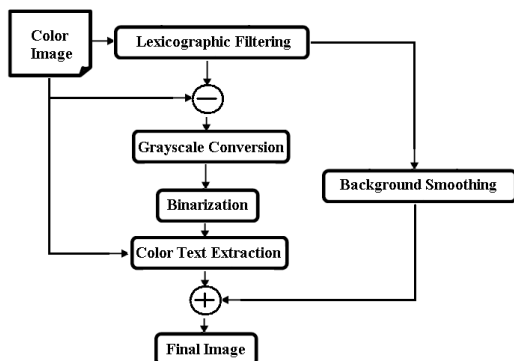 Color
Image
Lexicographic Filtering
Grayscale Conversion
Binarization
Background Smoothing
Color Text Extraction
Final Image